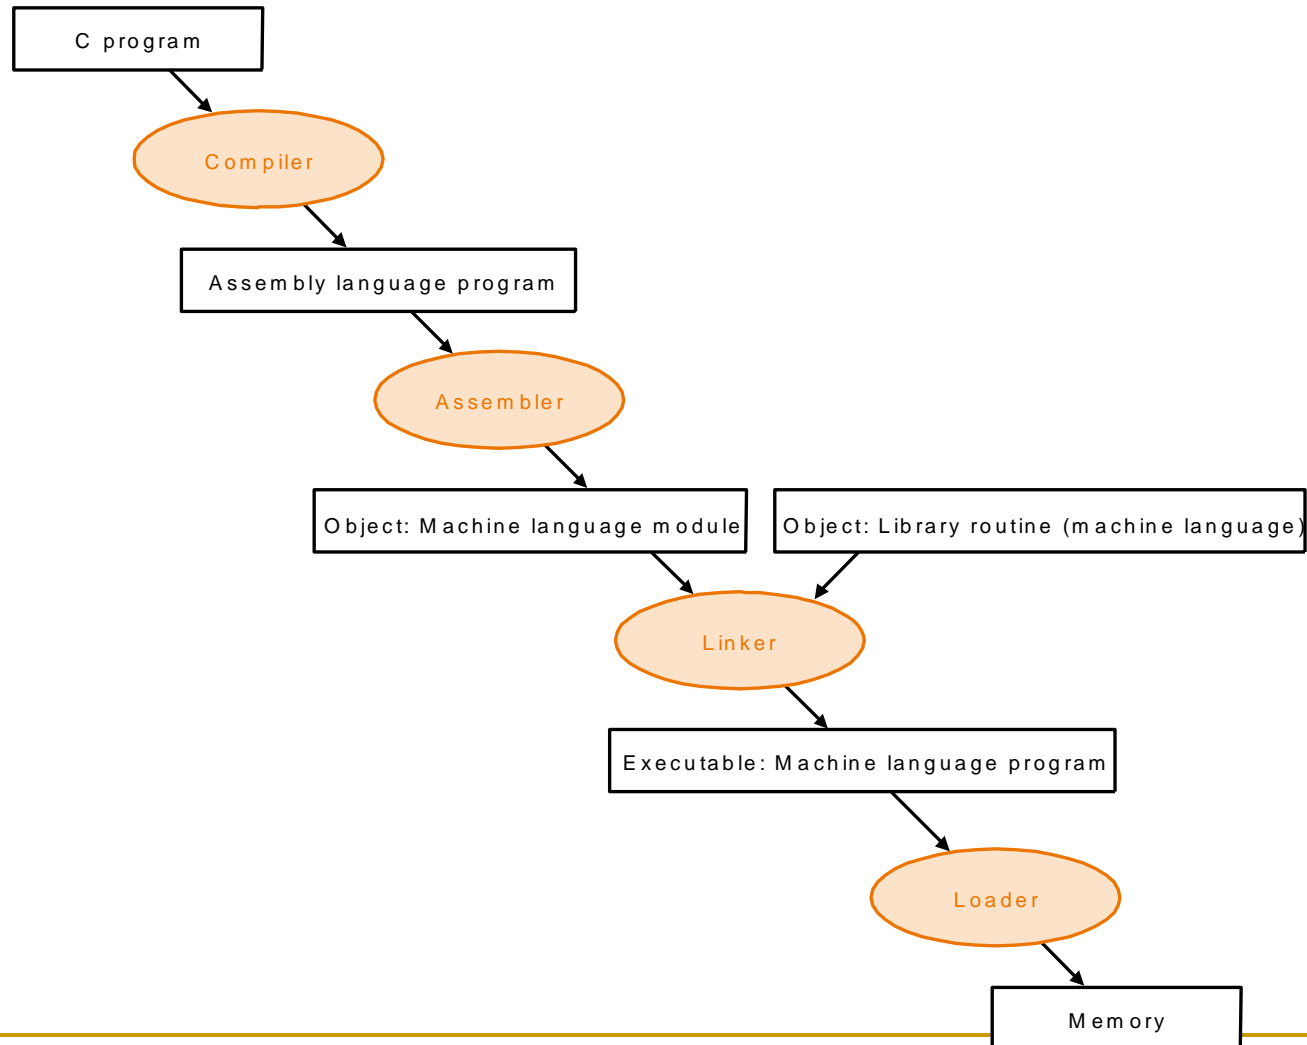 C program
Compiler
Assembly language program
Assembler
Object: Machine language module
Object: Library routine (machine language)
Linker
Executable: Machine language program
Loader
Memory